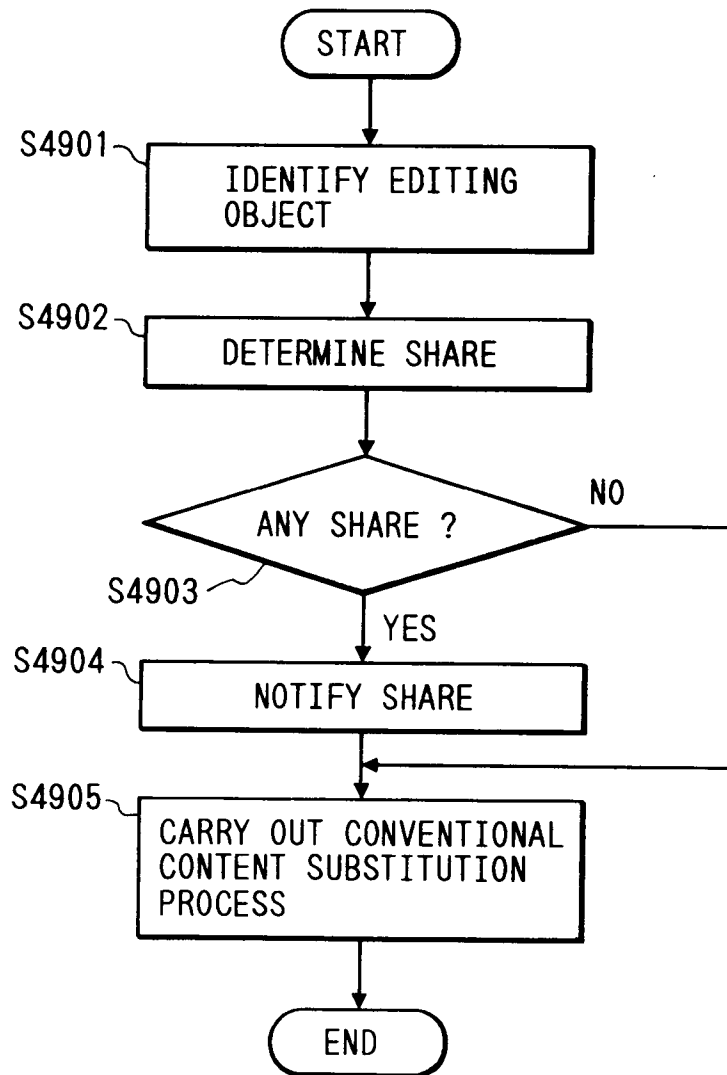 START
S4901
IDENTIFY EDITING
OBJECT
S4902
DETERMINE SHARE
ANY SHARE ?
NO
S4903
YES
S4904
NOTIFY SHARE
S4905
CARRY OUT CONVENTIONAL
CONTENT SUBSTITUTION
PROCESS
END